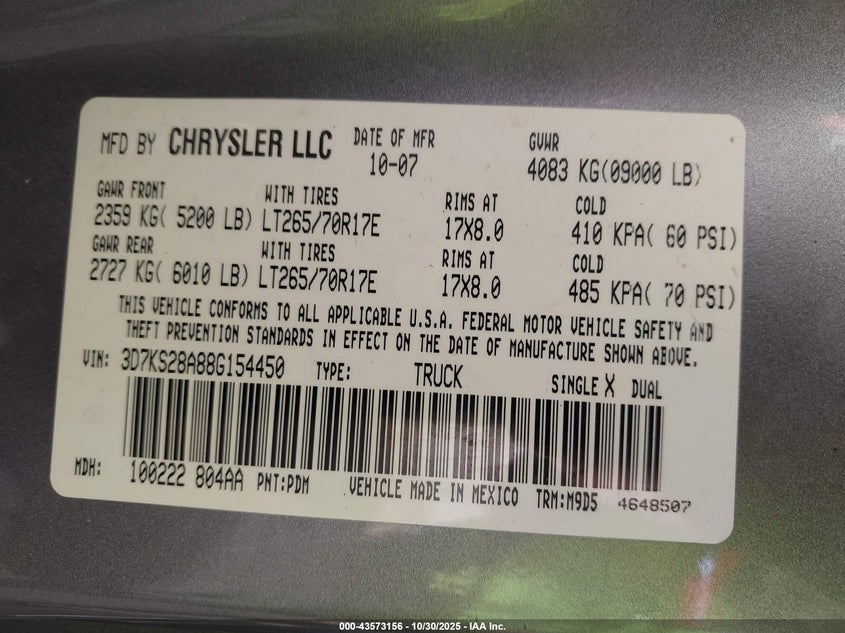 MFD BY CHRYSLER LLC DATE OF MFR GVWR
10-07 4083 KG(09000 LB)
GAWR FRONT WITH TIRES RIMS AT COLD
2359 KG( 5200 LB) LT265/70R17E 17X8.0 410 KPA( 60 PSI)
GAWR REAR WITH TIRES RIMS AT COLD
2727 KG( 6010 LB) LT265/70R17E 17X8.0 485 KPA( 70 PSI)
THIS VEHICLE CONFORMS TO ALL APPLICABLE U.S.A. FEDERAL MOTOR VEHICLE SAFETY AND
THEFT PREVENTION STANDARDS IN EFFECT ON THE DATE OF MANUFACTURE SHOWN ABOVE.
VIN: 3D7KS28A88G154450 TYPE: TRUCK SINGLE X DUAL
MDH: 100222 804AA PNT:PDM VEHICLE MADE IN MEXICO TRM:M9D5 4648507
000-43573156 - 10/30/2025 - IAA Inc.